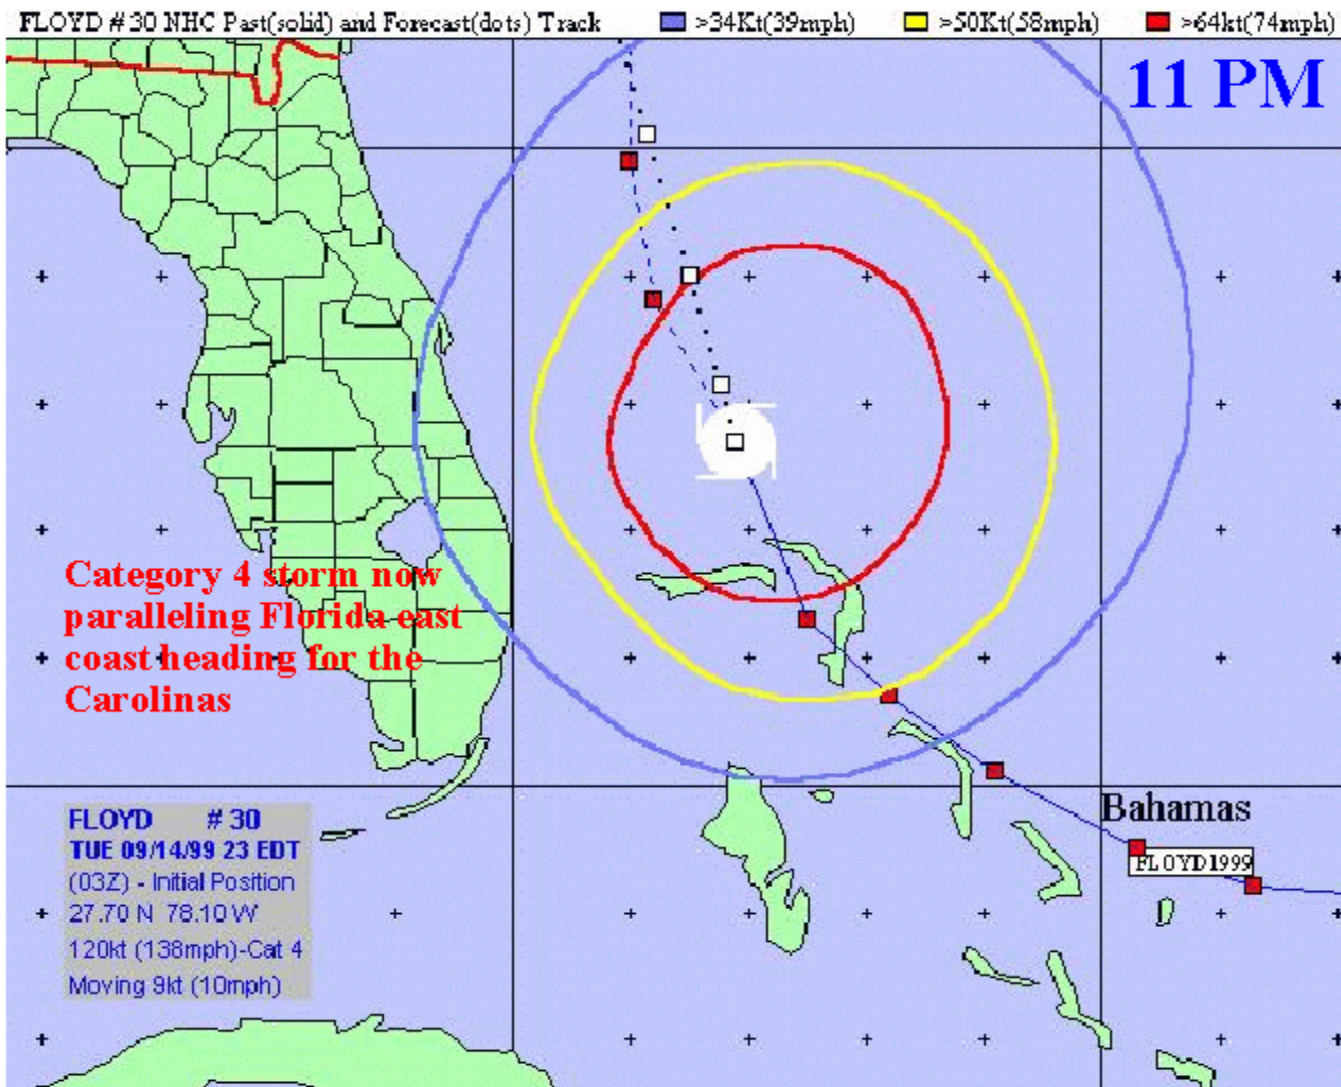 FLOYD # 30 NHC Past(solid) and Forecast(dots) Track >34Kt(39mph) >50Kt(58mph) >64kt(74mph)
11 PM
Category 4 storm now
paralleling Florida east
coast heading for the
Carolinas
Bahamas
FLOYD1999
FLOYD # 30
TUE 09/14/99 23 EDT
(03Z) - Initial Position
27.70 N 78.10 W
120kt (138mph)-Cat 4
Moving 9kt (10mph)